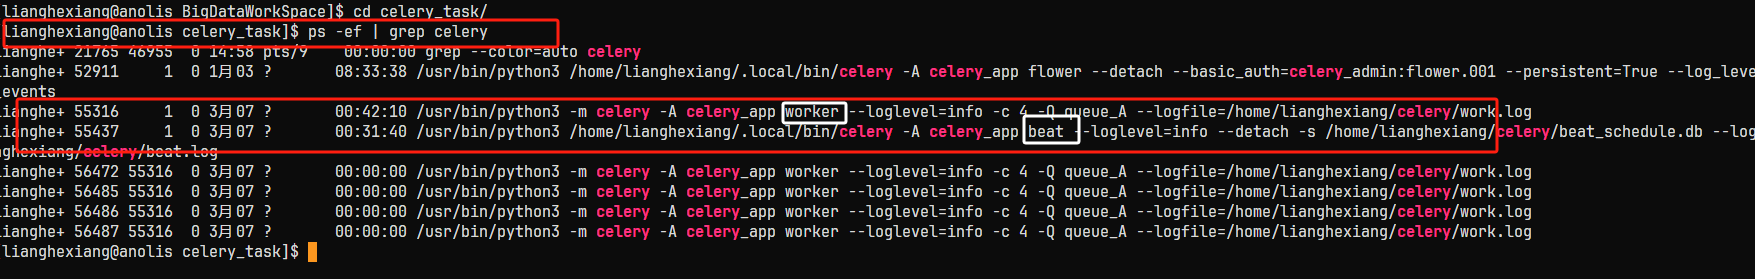 lianghexiang@anolis BigDataWorkSpace]$ cd celery_task/
lianghexiang@anolis celery_task]$ ps -ef | grep celery
lianghe+ 21765 46955  0 14:58 pts/9    00:00:00 grep --color=auto celery
lianghe+ 52911     1  0 1月03 ?        08:33:38 /usr/bin/python3 /home/lianghexiang/.local/bin/celery -A celery_app flower --detach --basic_auth=celery_admin:flower.001 --persistent=True --log_leve
_events
lianghe+ 55316     1  0 3月07 ?        00:42:10 /usr/bin/python3 -m celery -A celery_app worker --loglevel=info -c 4 -Q queue_A --logfile=/home/lianghexiang/celery/work.log
lianghe+ 55437     1  0 3月07 ?        00:31:40 /usr/bin/python3 /home/lianghexiang/.local/bin/celery -A celery_app beat --loglevel=info --detach -s /home/lianghexiang/celery/beat_schedule.db --log
nghexiang/celery/beat.log
lianghe+ 56472 55316  0 3月07 ?        00:00:00 /usr/bin/python3 -m celery -A celery_app worker --loglevel=info -c 4 -Q queue_A --logfile=/home/lianghexiang/celery/work.log
lianghe+ 56485 55316  0 3月07 ?        00:00:00 /usr/bin/python3 -m celery -A celery_app worker --loglevel=info -c 4 -Q queue_A --logfile=/home/lianghexiang/celery/work.log
lianghe+ 56486 55316  0 3月07 ?        00:00:00 /usr/bin/python3 -m celery -A celery_app worker --loglevel=info -c 4 -Q queue_A --logfile=/home/lianghexiang/celery/work.log
lianghe+ 56487 55316  0 3月07 ?        00:00:00 /usr/bin/python3 -m celery -A celery_app worker --loglevel=info -c 4 -Q queue_A --logfile=/home/lianghexiang/celery/work.log
[lianghexiang@anolis celery_task]$